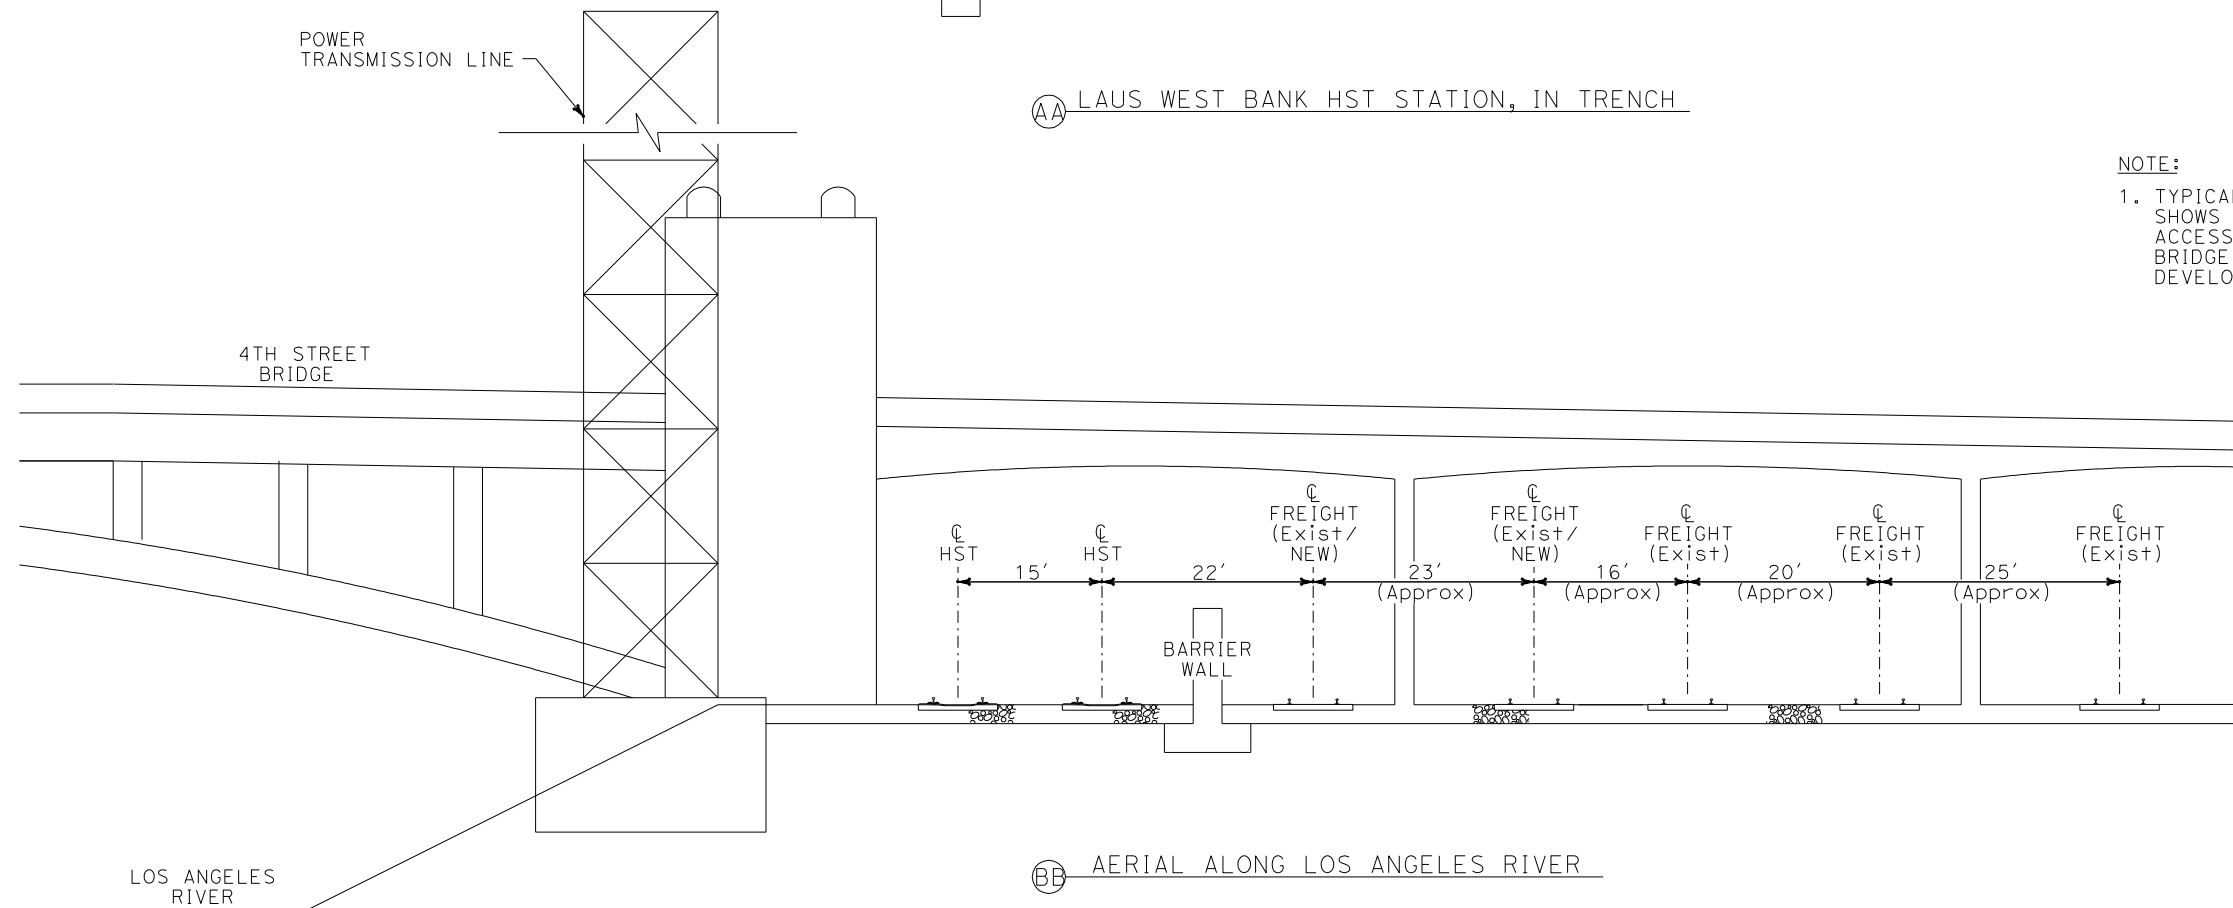 POWER
TRANSMISSION LINE
AA LAUS WEST BANK HST STATION, IN TRENCH
NOTE:
1. TYPICAL
SHOWS
ACCESS
BRIDGE
DEVELO
4TH STREET
BRIDGE
℄
HST
℄
HST
℄
FREIGHT
(Exist/
NEW)
℄
FREIGHT
(Exist/
NEW)
℄
FREIGHT
(Exist)
℄
FREIGHT
(Exist)
℄
FREIGHT
(Exist)
15'
22'
23'
(Approx)
16'
(Approx)
20'
(Approx)
25'
(Approx)
BARRIER
WALL
BB AERIAL ALONG LOS ANGELES RIVER
LOS ANGELES
RIVER